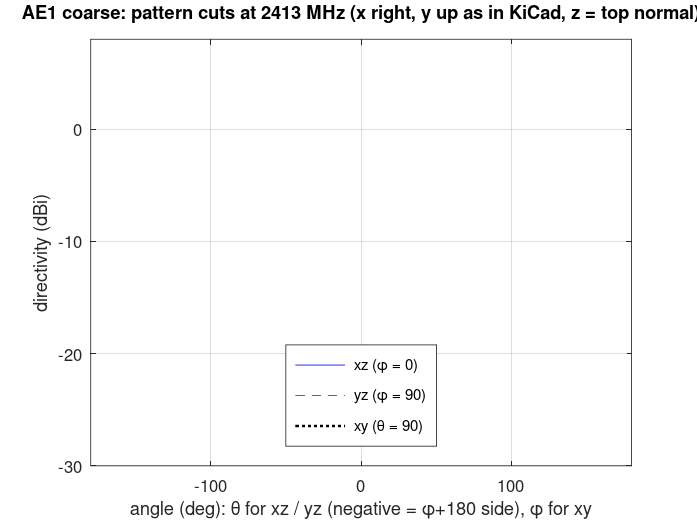 AE1 coarse: pattern cuts at 2413 MHz (x right, y up as in KiCad, z = top normal)
0
-10
-20
-30
directivity (dBi)
xz (φ = 0)
yz (φ = 90)
xy (θ = 90)
-100
0
100
angle (deg): θ for xz / yz (negative = φ+180 side), φ for xy